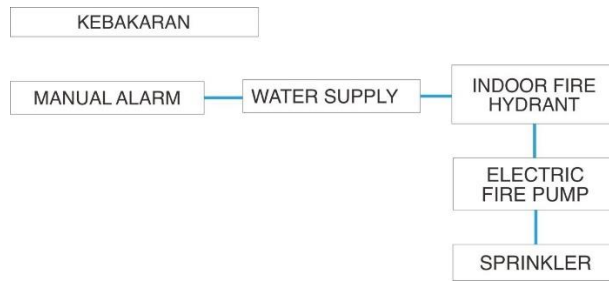 KEBAKARAN
MANUAL ALARM
WATER SUPPLY
INDOOR FIRE
HYDRANT
ELECTRIC
FIRE PUMP
SPRINKLER